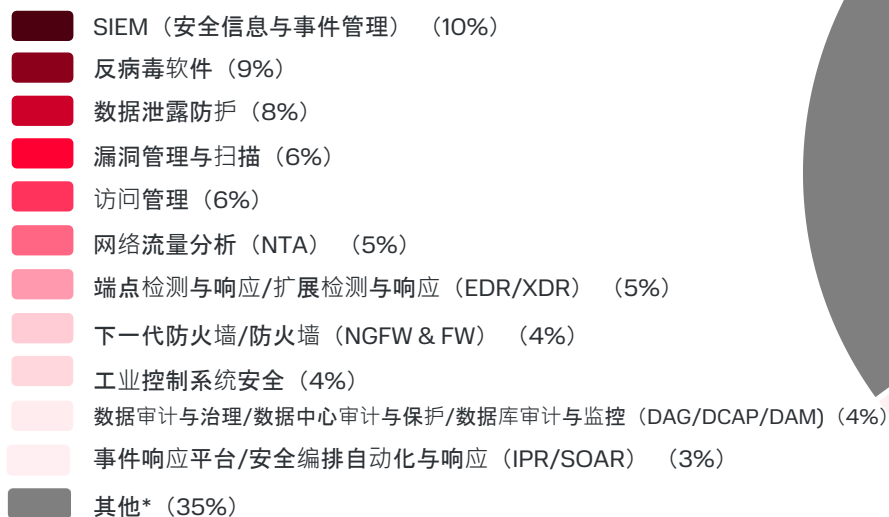 SIEM（安全信息与事件管理）（10%）
反病毒软件（9%）
数据泄露防护（8%）
漏洞管理与扫描（6%）
访问管理（6%）
网络流量分析（NTA）（5%）
端点检测与响应/扩展检测与响应（EDR/XDR）（5%）
下一代防火墙/防火墙（NGFW & FW）（4%）
工业控制系统安全（4%）
数据审计与治理/数据中心审计与保护/数据库审计与监控（DAG/DCAP/DAM)（4%）
事件响应平台/安全编排自动化与响应（IPR/SOAR）（3%）
其他*（35%）